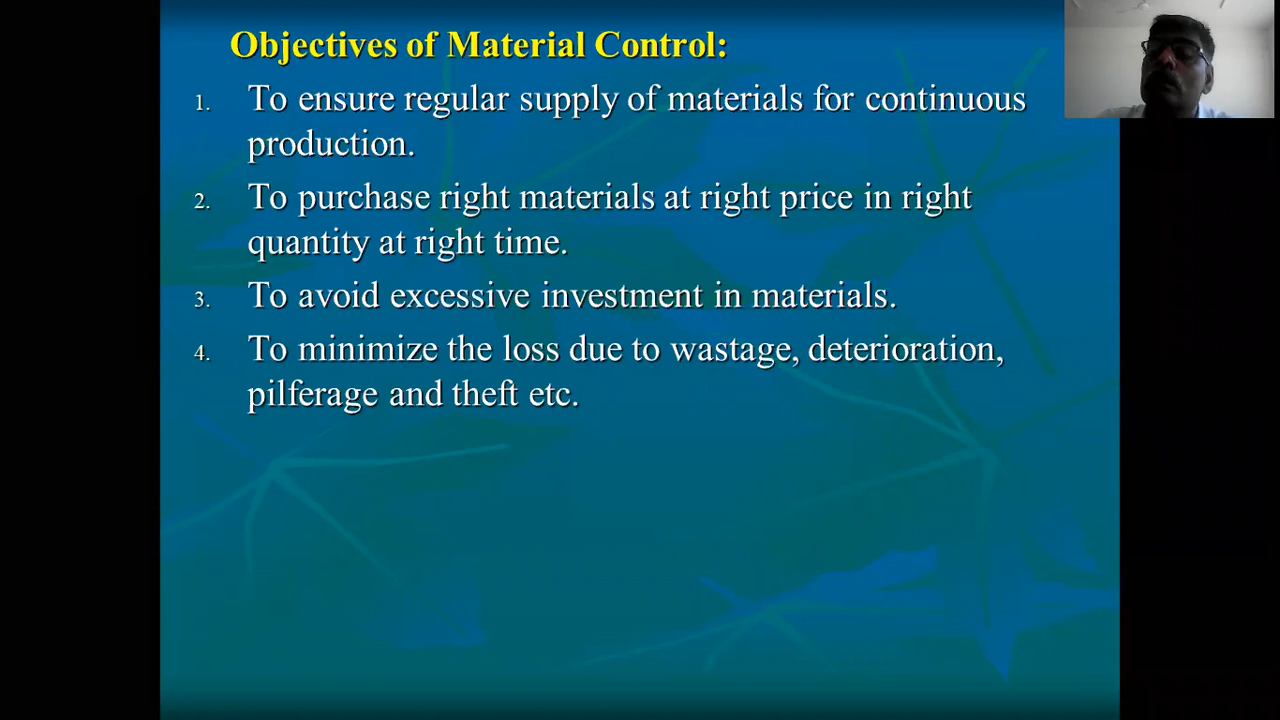 Objectives of Material Control:
1. To ensure regular supply of materials for continuous
production.
2. To purchase right materials at right price in right
quantity at right time.
3. To avoid excessive investment in materials.
4. To minimize the loss due to wastage, deterioration,
pilferage and theft etc.